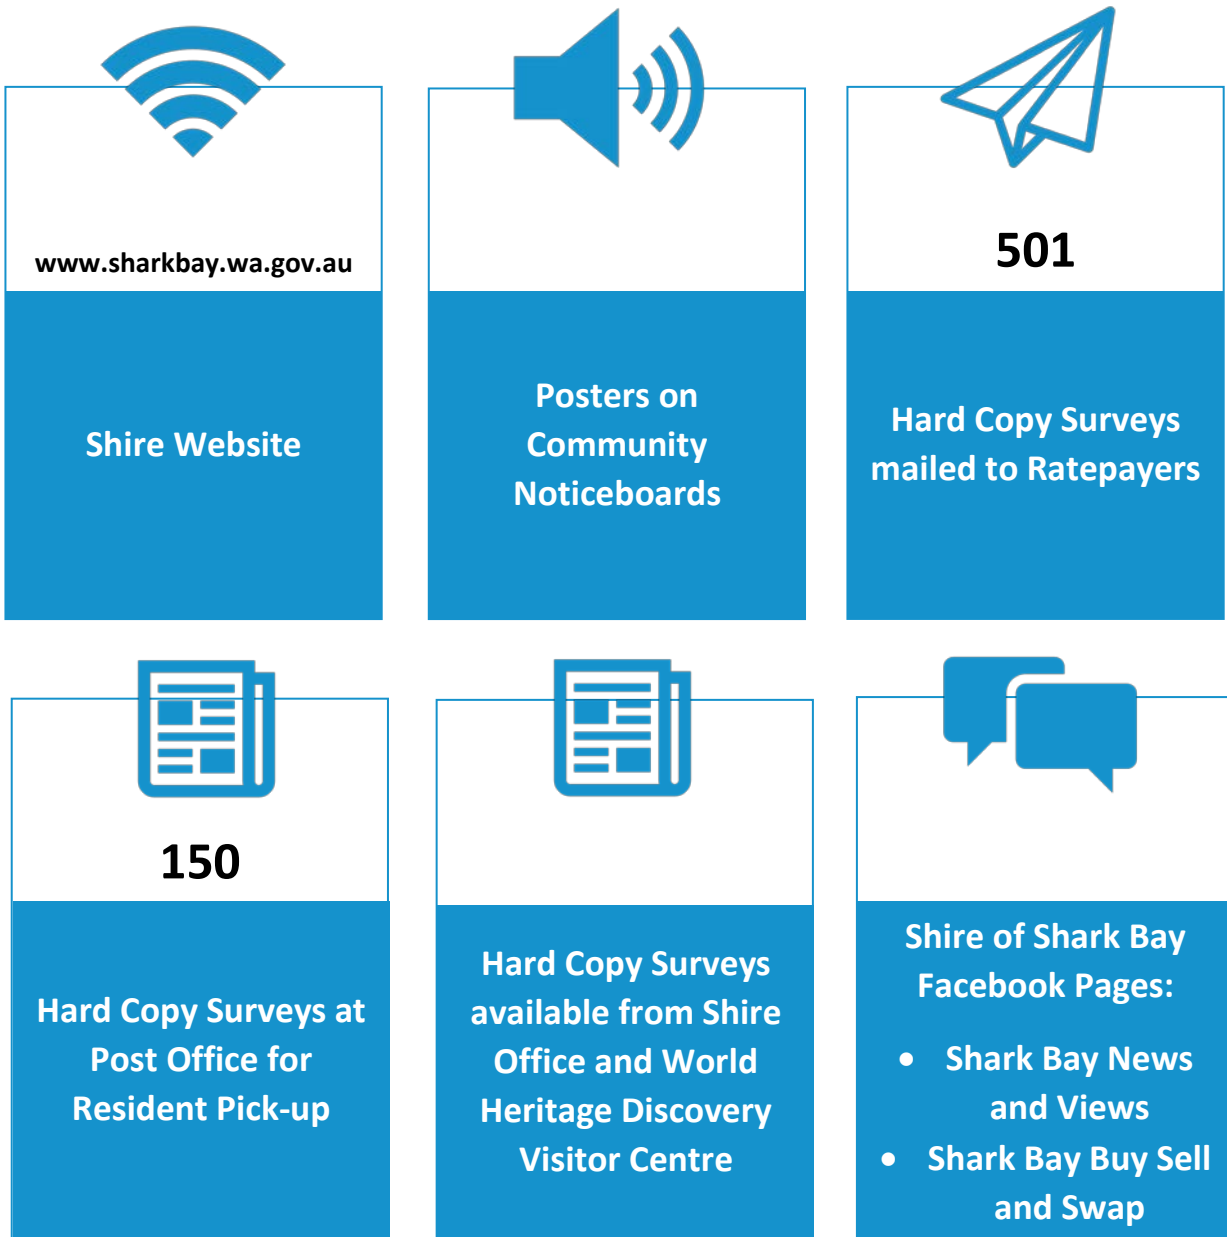 www.sharkbay.wa.gov.au
Shire Website
Posters on
Community
Noticeboards
501
Hard Copy Surveys
mailed to Ratepayers
150
Hard Copy Surveys at
Post Office for
Resident Pick-up
Hard Copy Surveys
available from Shire
Office and World
Heritage Discovery
Visitor Centre
Shire of Shark Bay
Facebook Pages:
• Shark Bay News
and Views
• Shark Bay Buy Sell
and Swap